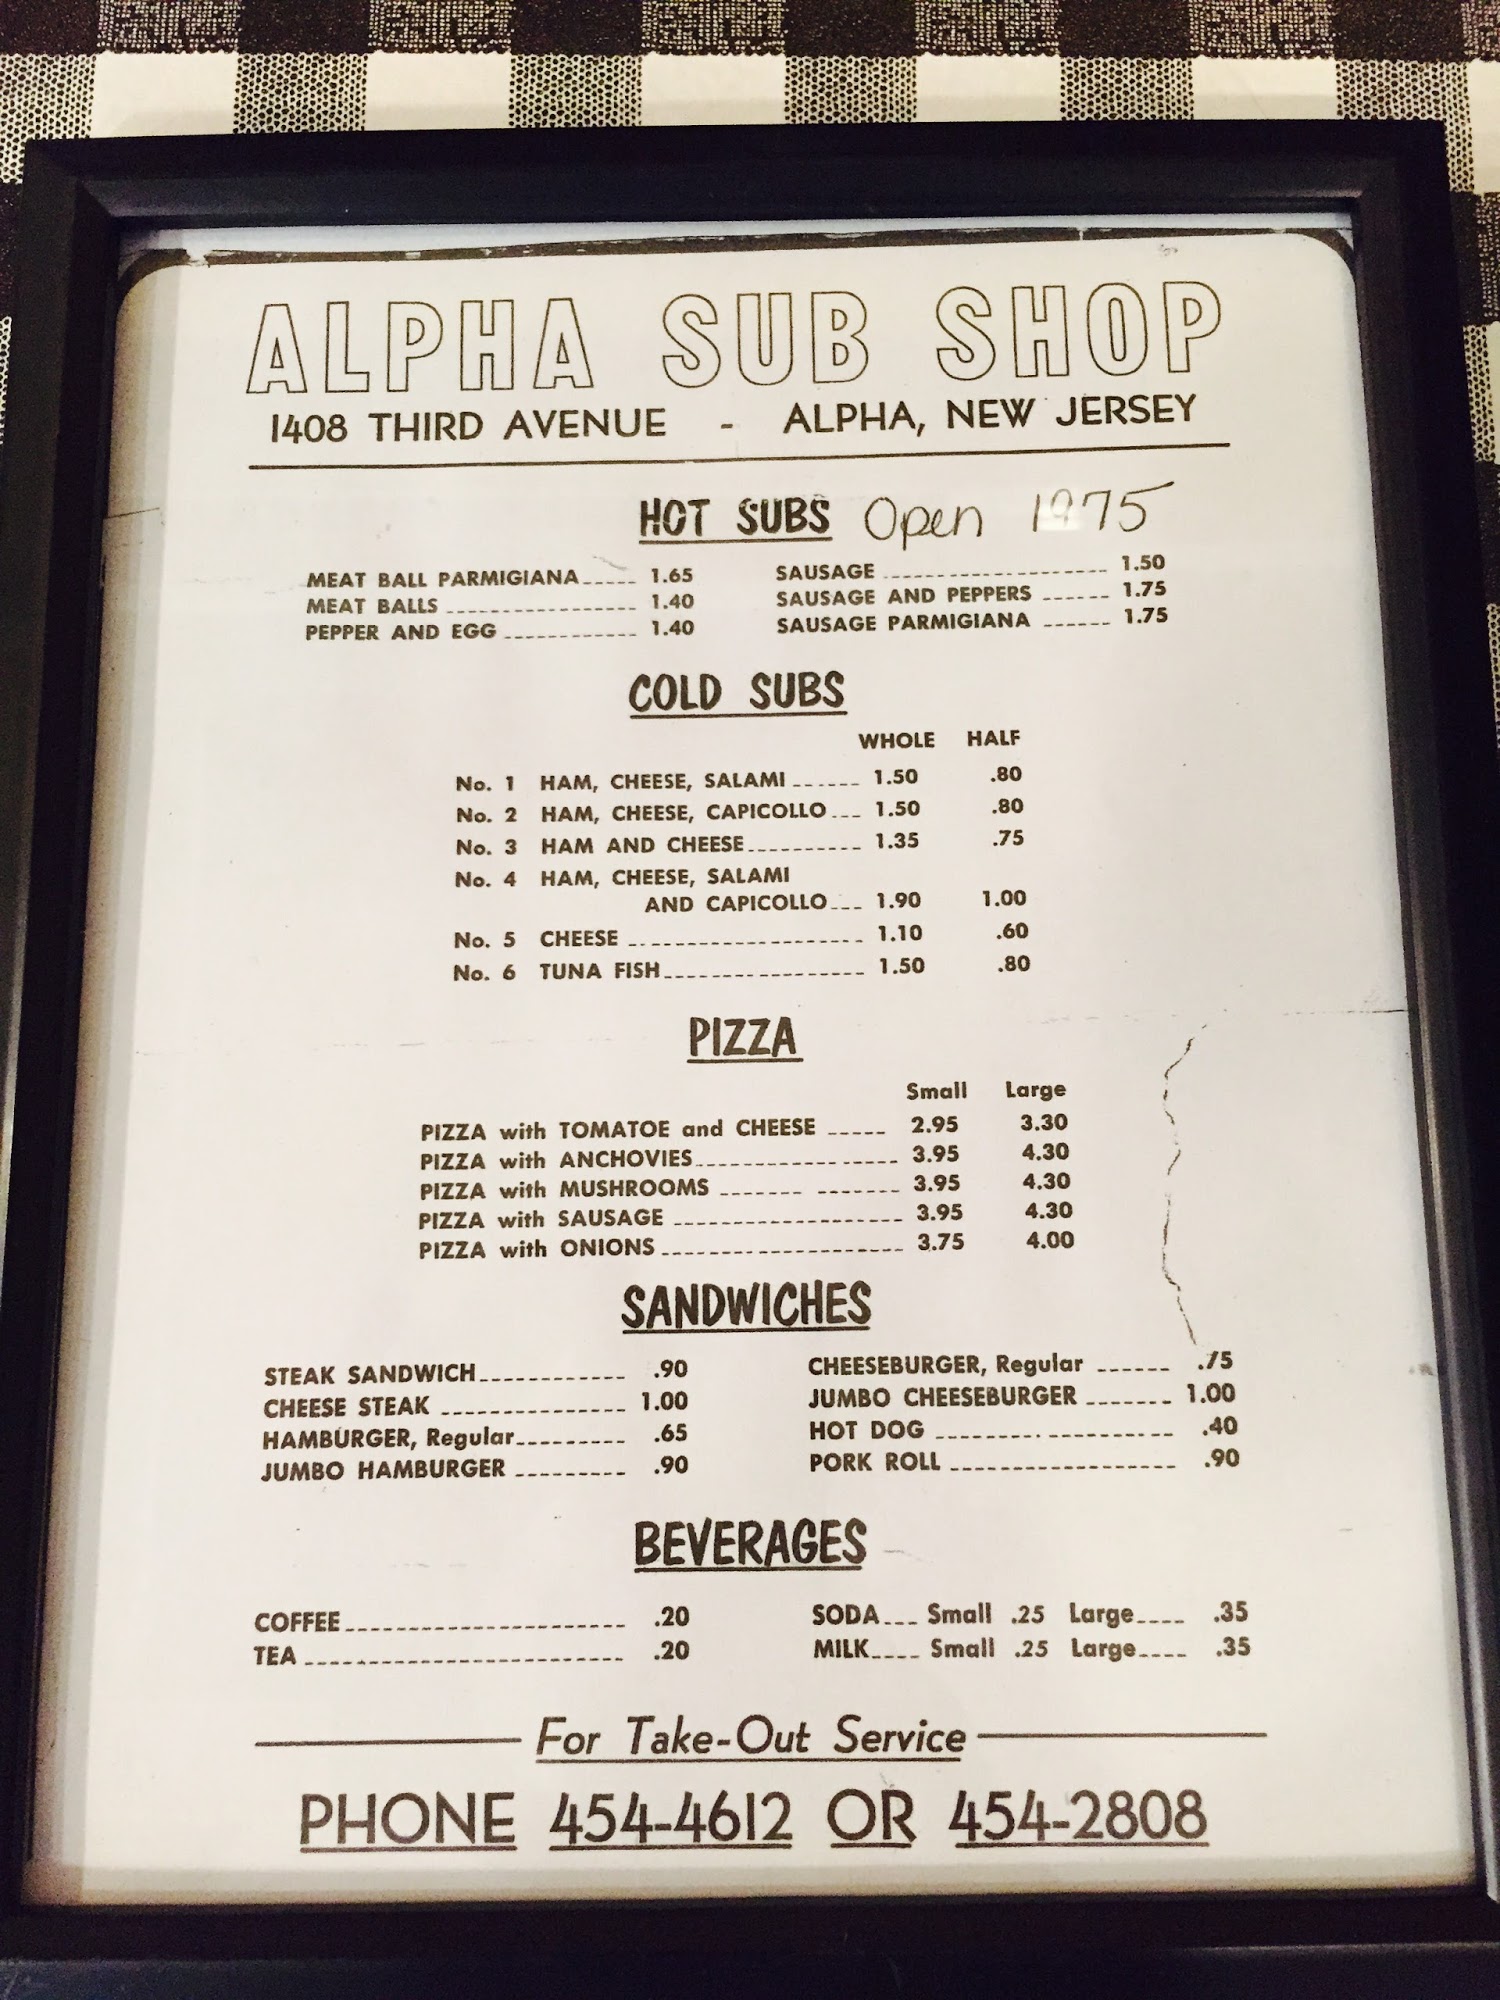 ALPHA SUB SHOP
1408 THIRD AVENUE - ALPHA, NEW JERSEY
HOT SUBS Open 1975
MEAT BALL PARMIGIANA 1.65 SAUSAGE 1.50
MEAT BALLS 1.40 SAUSAGE AND PEPPERS 1.75
PEPPER AND EGG 1.40 SAUSAGE PARMIGIANA 1.75
COLD SUBS
WHOLE HALF
No. 1 HAM, CHEESE, SALAMI 1.50 .80
No. 2 HAM, CHEESE, CAPICOLLO 1.50 .80
No. 3 HAM AND CHEESE 1.35 .75
No. 4 HAM, CHEESE, SALAMI
AND CAPICOLLO 1.90 1.00
No. 5 CHEESE 1.10 .60
No. 6 TUNA FISH 1.50 .80
PIZZA
Small Large
PIZZA with TOMATOE and CHEESE 2.95 3.30
PIZZA with ANCHOVIES 3.95 4.30
PIZZA with MUSHROOMS 3.95 4.30
PIZZA with SAUSAGE 3.95 4.30
PIZZA with ONIONS 3.75 4.00
SANDWICHES
STEAK SANDWICH .90 CHEESEBURGER, Regular .75
CHEESE STEAK 1.00 JUMBO CHEESEBURGER 1.00
HAMBURGER, Regular .65 HOT DOG .40
JUMBO HAMBURGER .90 PORK ROLL .90
BEVERAGES
COFFEE .20 SODA Small .25 Large .35
TEA .20 MILK Small .25 Large .35
For Take-Out Service
PHONE 454-4612 OR 454-2808